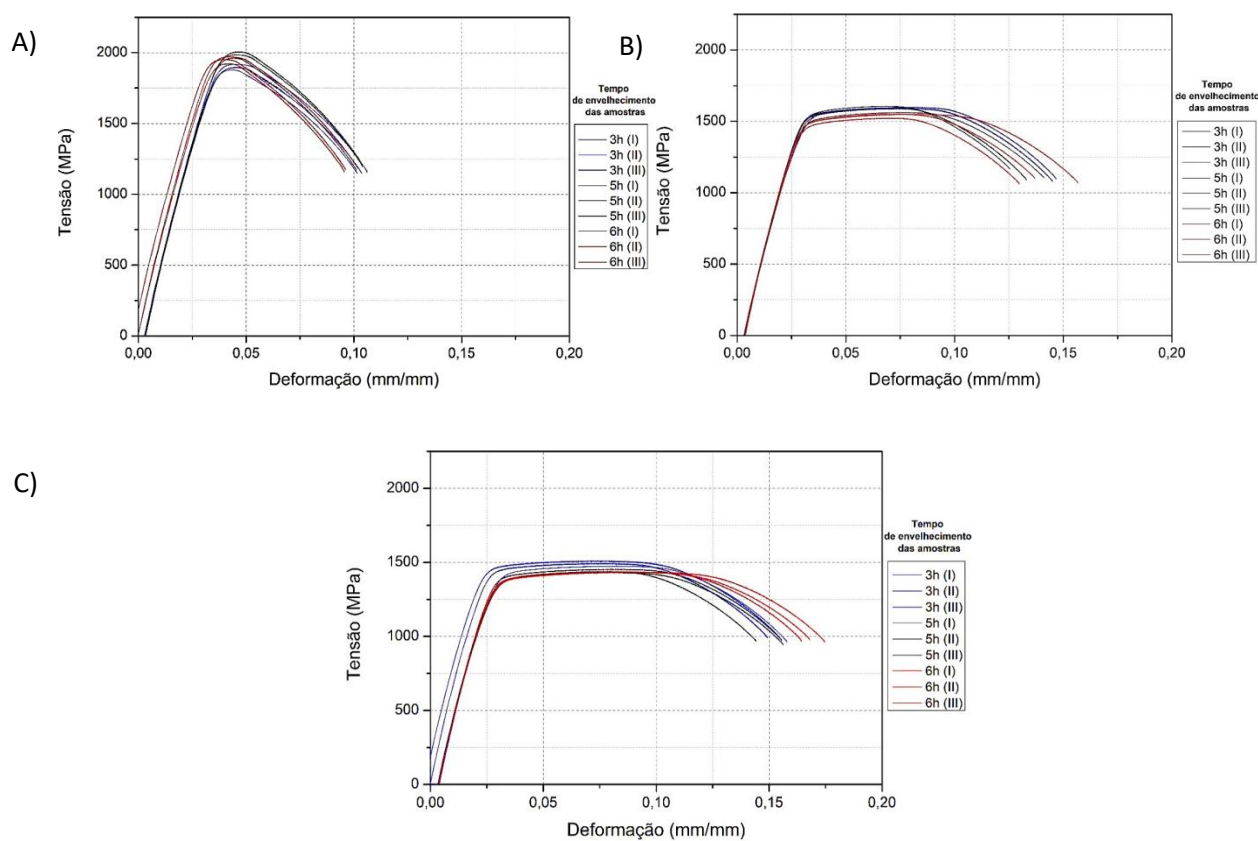 A)
Tensão (MPa)
2000
1500
1000
500
0
0,00
0,05
0,10
0,15
0,20
Deformação (mm/mm)
Tempo
de envelhecimento
das amostras
3h (I)
3h (II)
3h (III)
5h (I)
5h (II)
5h (III)
6h (I)
6h (II)
6h (III)
B)
Tensão (MPa)
2000
1500
1000
500
0
0,00
0,05
0,10
0,15
0,20
Deformação (mm/mm)
Tempo
de envelhecimento
das amostras
3h (I)
3h (II)
3h (III)
5h (I)
5h (II)
5h (III)
6h (I)
6h (II)
6h (III)
C)
Tensão (MPa)
2000
1500
1000
500
0
0,00
0,05
0,10
0,15
0,20
Deformação (mm/mm)
Tempo
de envelhecimento
das amostras
3h (I)
3h (II)
3h (III)
5h (I)
5h (II)
5h (III)
6h (I)
6h (II)
6h (III)